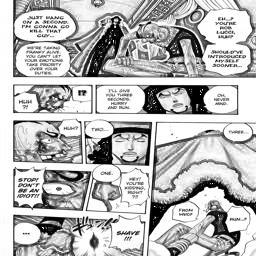 JUST HANG
ON A SECOND.
I'M GONNA GO
KILL THAT
GUY...
WE'RE TAKING
FRANKY ALIVE.
YOU CAN'T LET
YOUR EMOTIONS
TAKE PRIORITY
OVER YOUR
DUTIES.
EH...?
YOU'RE
ROB
LUCCI,
HUH?
SHOULD'VE
INTRODUCED
MYSELF
SOONER...
HUH
?!
!?
I'LL GIVE
YOU THREE
SECONDS.
HURRY
AND RUN.
OH,
NEVER
MIND.
HUH?
TWO...
THREE...
STOP!
DON'T
BE AN
IDIOT!!
ONE.
HEY!
YOU'RE
KIDDING,
RIGHT
?!
SHAVE
!!!
FROM
WHO?
RUN...?